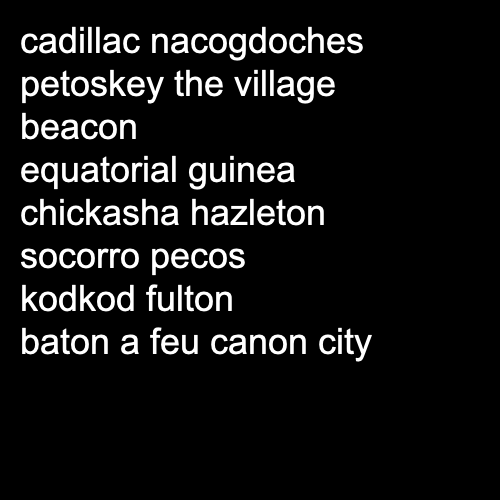 cadillac nacogdoches
petoskey the village
beacon
equatorial guinea
chickasha hazleton
socorro pecos
kodkod fulton
baton a feu canon city